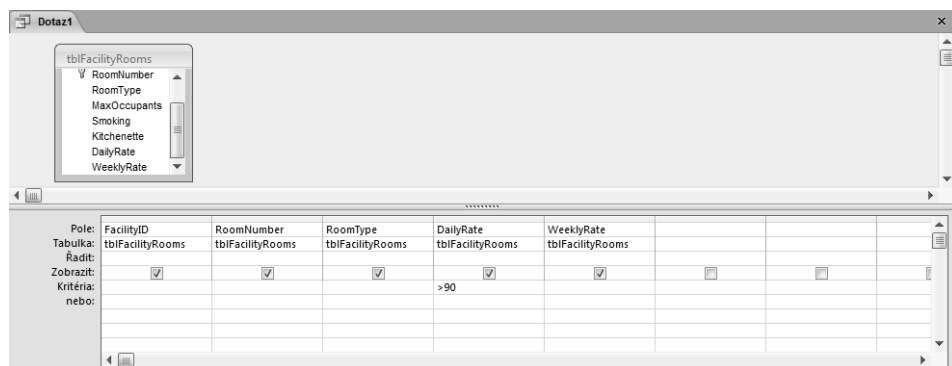 Dotaz1
tblFacilityRooms
RoomNumber
RoomType
MaxOccupants
Smoking
Kitchenette
DailyRate
WeeklyRate
Pole: FacilityID RoomNumber RoomType DailyRate WeeklyRate
Tabulka: tblFacilityRooms tblFacilityRooms tblFacilityRooms tblFacilityRooms tblFacilityRooms
Řadit:
Zobrazit:
Kritéria: >90
nebo: